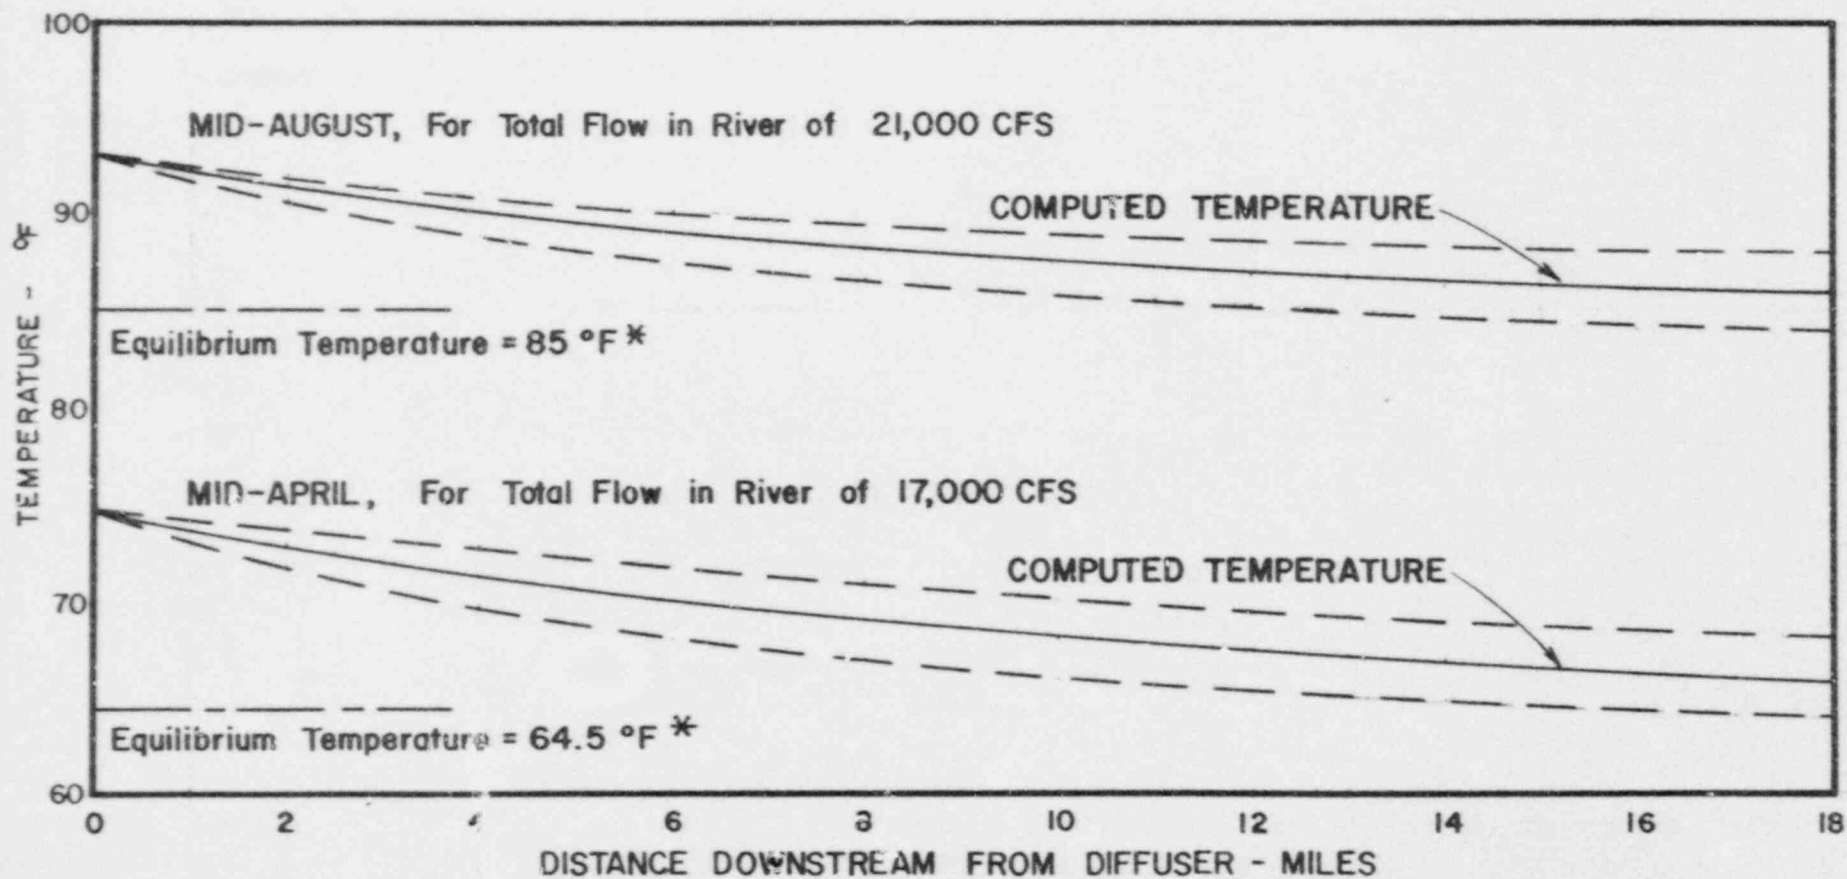 100
MID-AUGUST, For Total Flow in River of 21,000 CFS
90
COMPUTED TEMPERATURE
Equilibrium Temperature = 85 °F *
TEMPERATURE - °F
80
MID-APRIL, For Total Flow in River of 17,000 CFS
COMPUTED TEMPERATURE
70
Equilibrium Temperature = 64.5 °F *
60
0 2 4 6 8 10 12 14 16 18
DISTANCE DOWNSTREAM FROM DIFFUSER - MILES